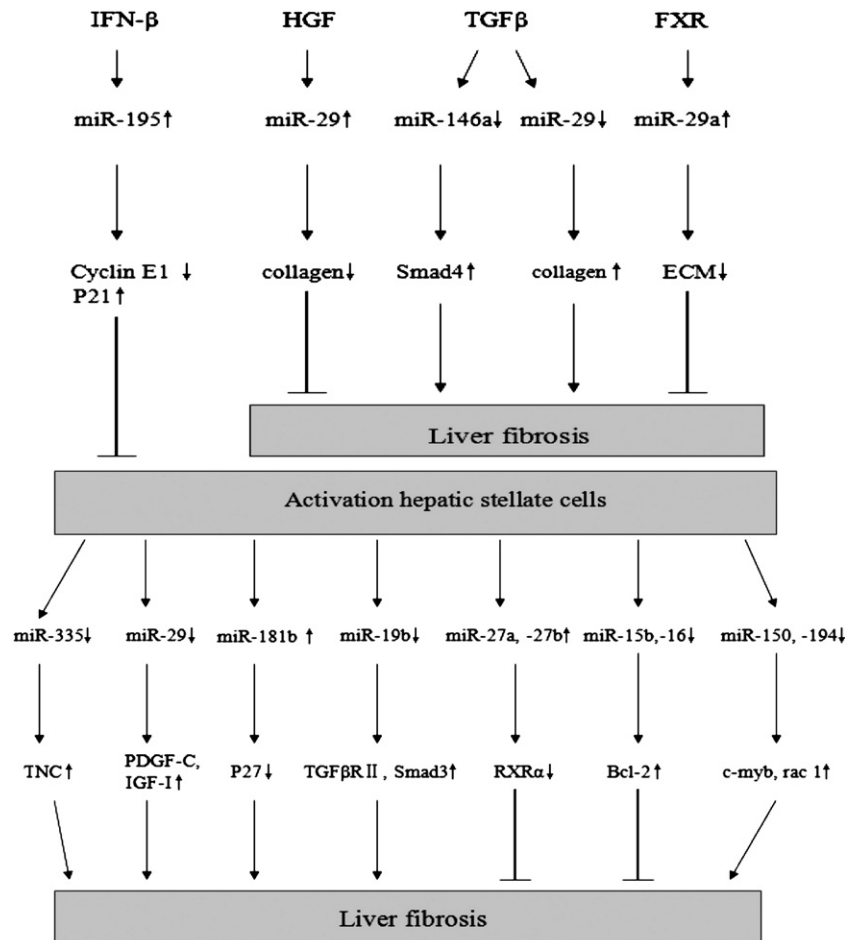 IFN-β HGF TGFβ FXR
miR-195↑ miR-29↑ miR-146a↓ miR-29↓ miR-29a↑
Cyclin E1 ↓ collagen↓ Smad4↑ collagen↑ ECM↓
P21↑
Liver fibrosis
Activation hepatic stellate cells
miR-335↓ miR-29↓ miR-181b ↑ miR-19b↓ miR-27a, -27b↑ miR-15b,-16↓ miR-150, -194↓
PDGF-C,
TNC↑ IGF-I↑ P27↓ TGFβRⅡ, Smad3↑ RXRα↓ Bcl-2↑ c-myb, rac 1↑
Liver fibrosis